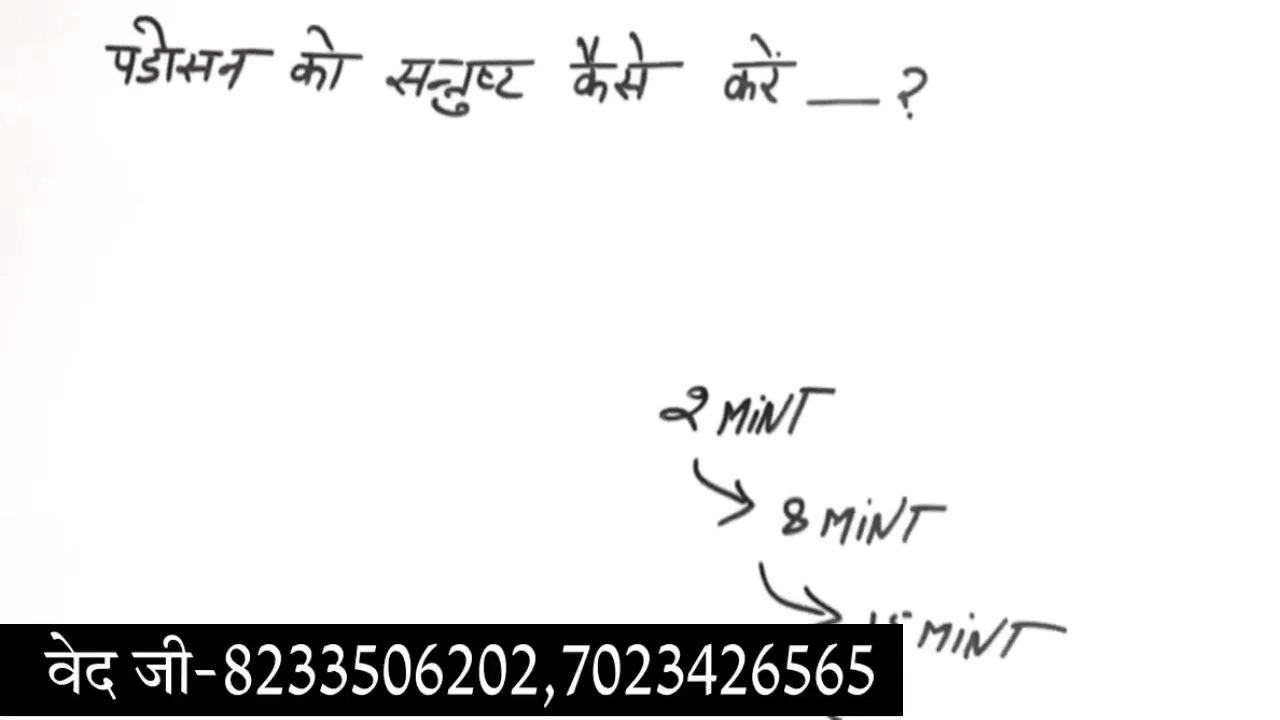 पडोसन को सन्तुष्ट कैसे करें __ ?
2 MiNT
8 MiNT
MiNT
वेद जी-8233506202,7023426565